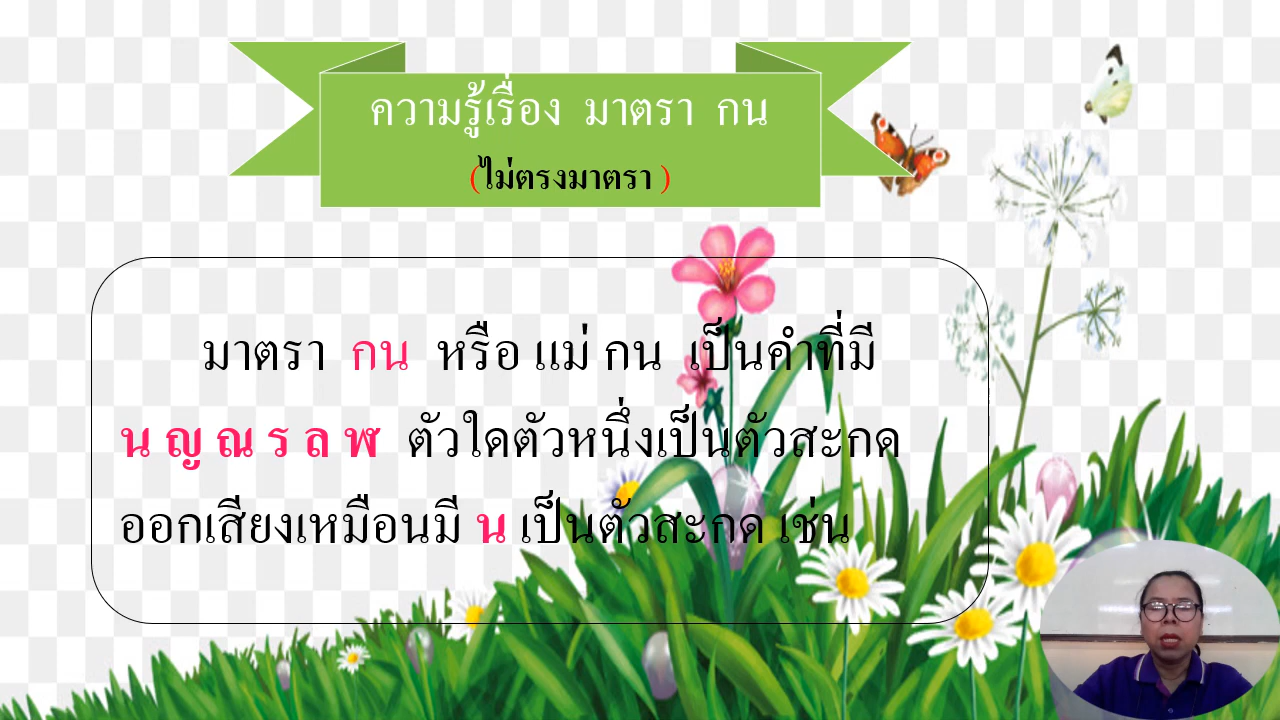 ความรู้เรื่อง มาตรา กน
(ไม่ตรงมาตรา)
มาตรา กน หรือ แม่ กน เป็นคำที่มี
น ญ ณ ร ล ฬ ตัวใดตัวหนึ่งเป็นตัวสะกด
ออกเสียงเหมือนมี น เป็นตัวสะกด เช่น